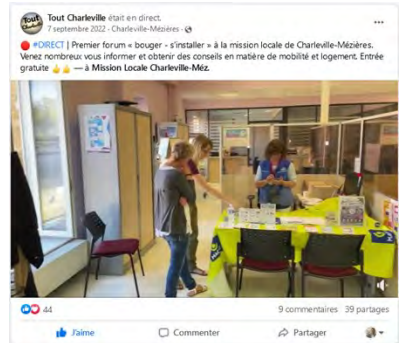 Tout Charleville était en direct.
7 septembre 2022 · Charleville-Mézières ·
#DIRECT | Premier forum « bouger - s'installer » à la mission locale de Charleville-Mézières.
Venez nombreux vous informer et obtenir des conseils en matière de mobilité et logement. Entrée
gratuite — à Mission Locale Charleville-Méz.
44
9 commentaires 39 partages
J'aime
Commenter
Partager